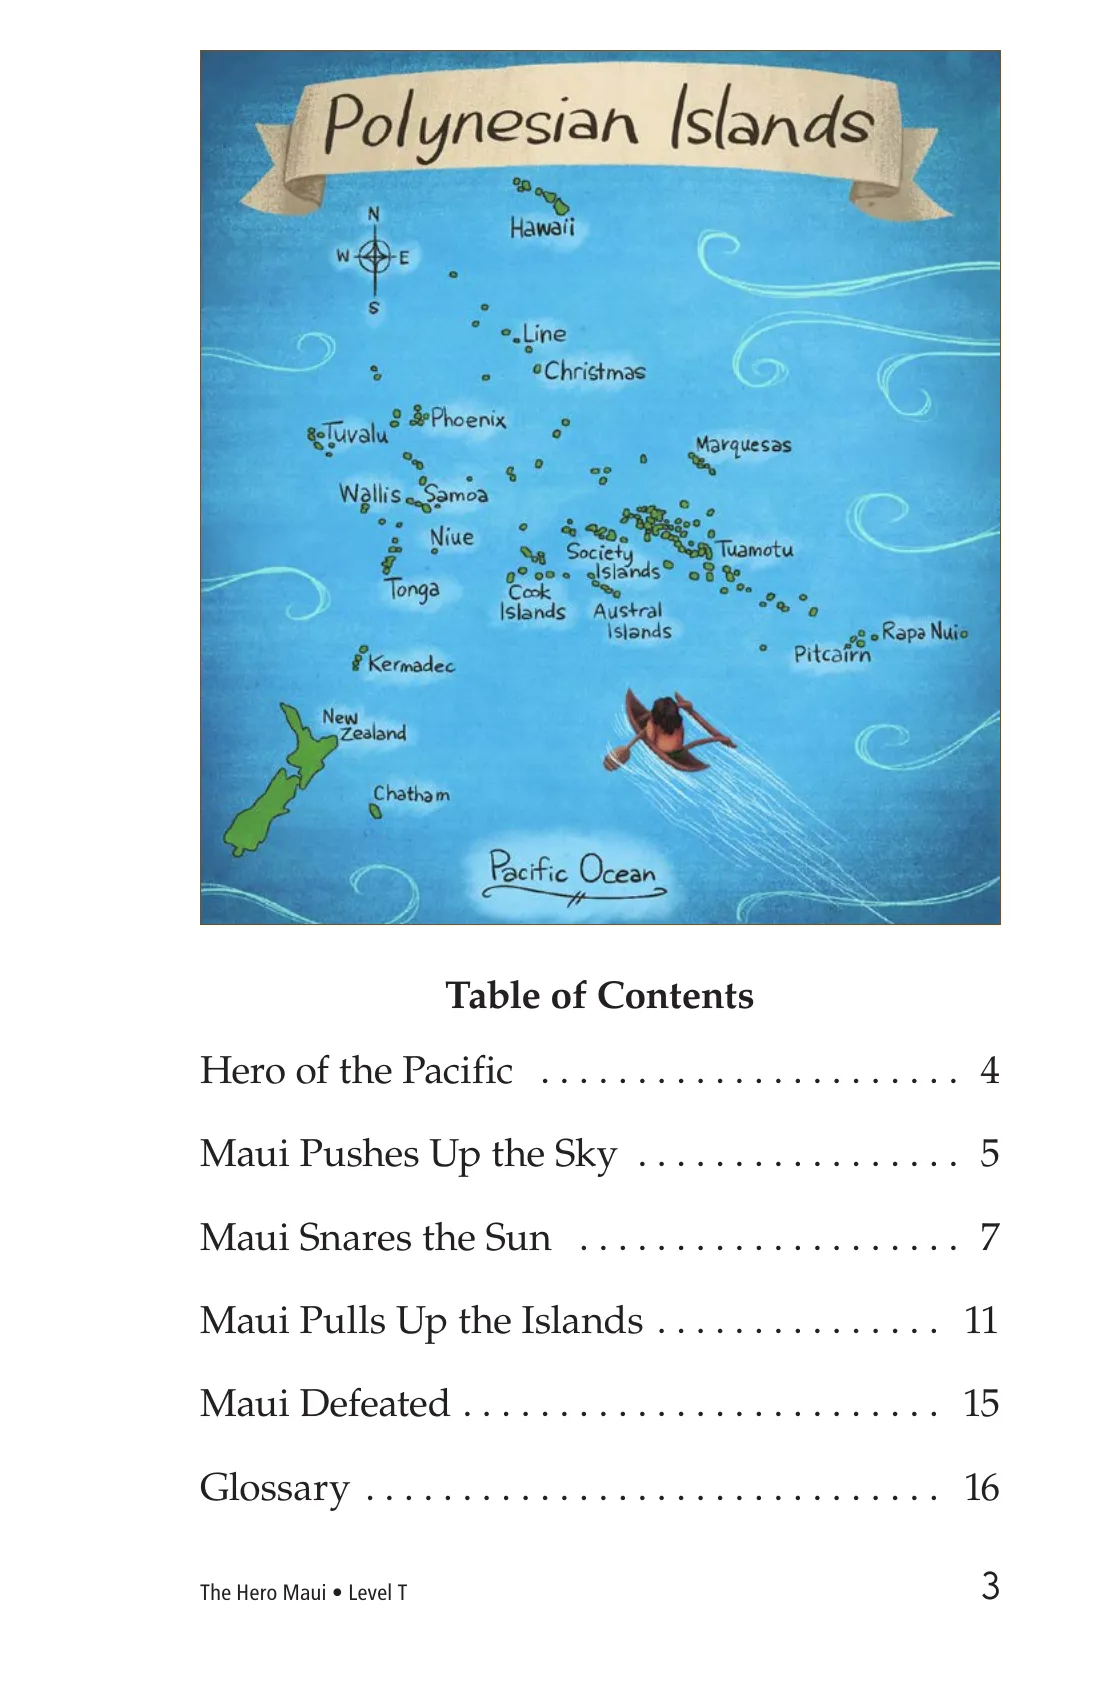 Polynesian Islands
N
W E
S
Hawaii
Line
Christmas
Phoenix
Tuvalu
Marquesas
Wallis
Samoa
Niue
Society
Islands
Tuamotu
Tonga
Cook
Islands
Austral
Islands
Rapa Nui
Pitcairn
Kermadec
New
Zealand
Chatham
Pacific Ocean
Table of Contents
Hero of the Pacific . . . . . . . . . . . . . . . . . . . . . . 4
Maui Pushes Up the Sky . . . . . . . . . . . . . . . . . 5
Maui Snares the Sun . . . . . . . . . . . . . . . . . . . . 7
Maui Pulls Up the Islands . . . . . . . . . . . . . . . 11
Maui Defeated . . . . . . . . . . . . . . . . . . . . . . . . . 15
Glossary . . . . . . . . . . . . . . . . . . . . . . . . . . . . . . 16
The Hero Maui • Level T 3